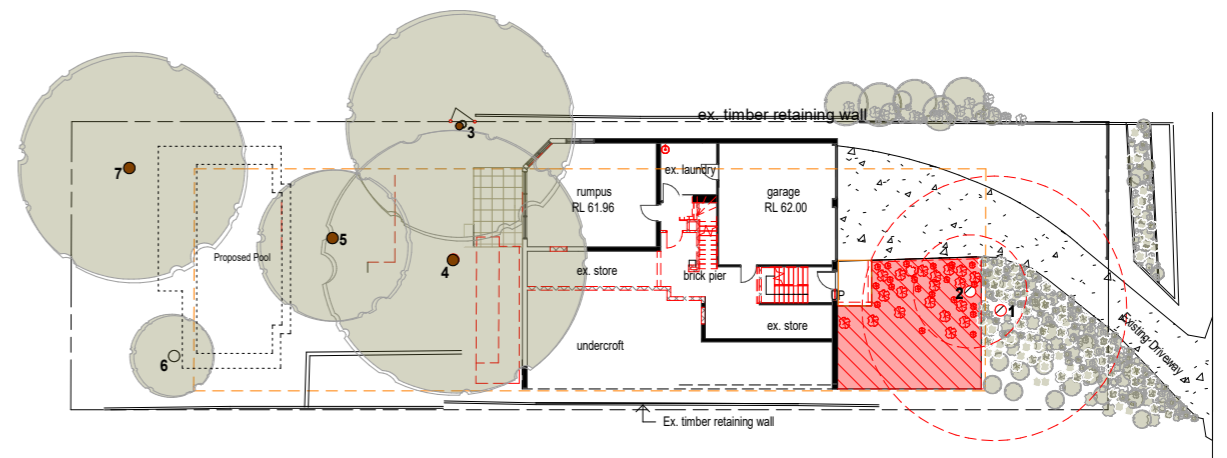 ex. timber retaining wall
3
7
ex. laundry
rumpus
RL 61.96
garage
RL 62.00
5
Proposed Pool
4
ex. store
brick pier
2
P
1
ex. store
Existing Driveway
undercroft
6
Ex. timber retaining wall